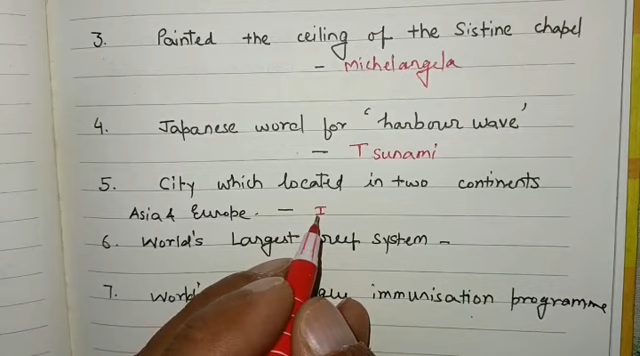 3. Painted the ceiling of the Sistine chapel
- Michelangela
4. Japanese word for 'harbour wave'
- Tsunami
5. City which located in two continents
Asia & Europe. - I
6. World's Largest reef system -
7. immunisation programme